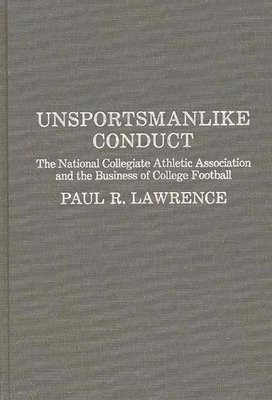 UNSPORTSMANLIKE
CONDUCT
The National Collegiate Athletic Association
and the Business of College Football
PAUL R. LAWRENCE